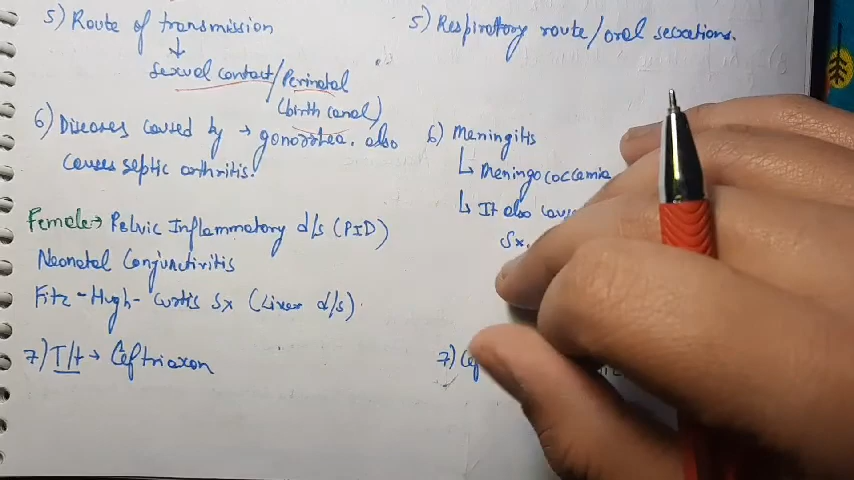 5) Route of transmission
↓
Sexual contact/Perinatal
(birth canal)
6) Diseases caused by → gonorrhea. also
causes septic arthritis.
Female→ Pelvic Inflammatory d/s (PID)
Neonatal Conjunctivitis
Fitz-Hugh-curtis Sx (Liver d/s)
7) T/t → Ceftriaxon
5) Respiratory route/oral secretions.
6) Meningitis
↳ Meningococcemia
↳ It also
Sx.
7)